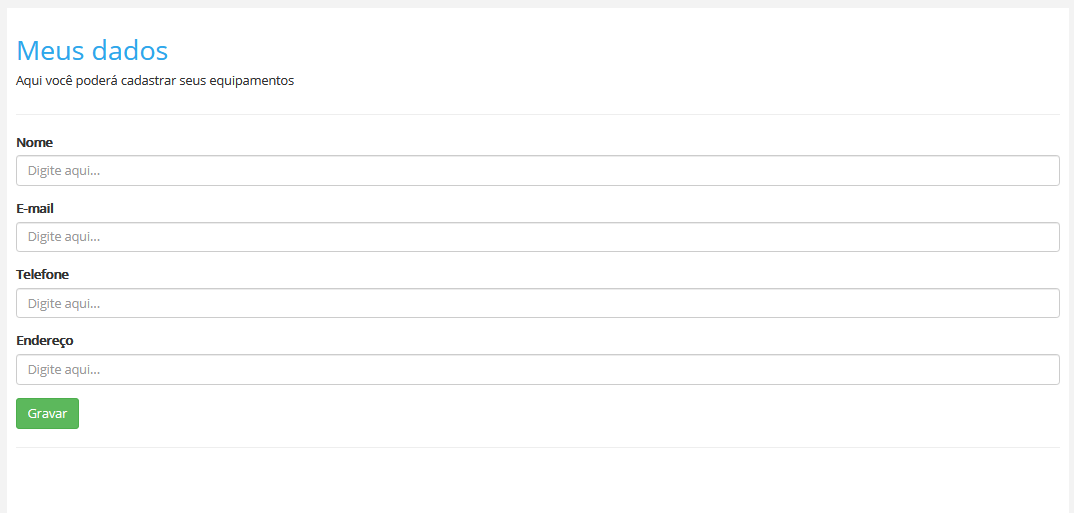 Meus dados
Aqui você poderá cadastrar seus equipamentos
Nome
Digite aqui...
E-mail
Digite aqui...
Telefone
Digite aqui...
Endereço
Digite aqui...
Gravar